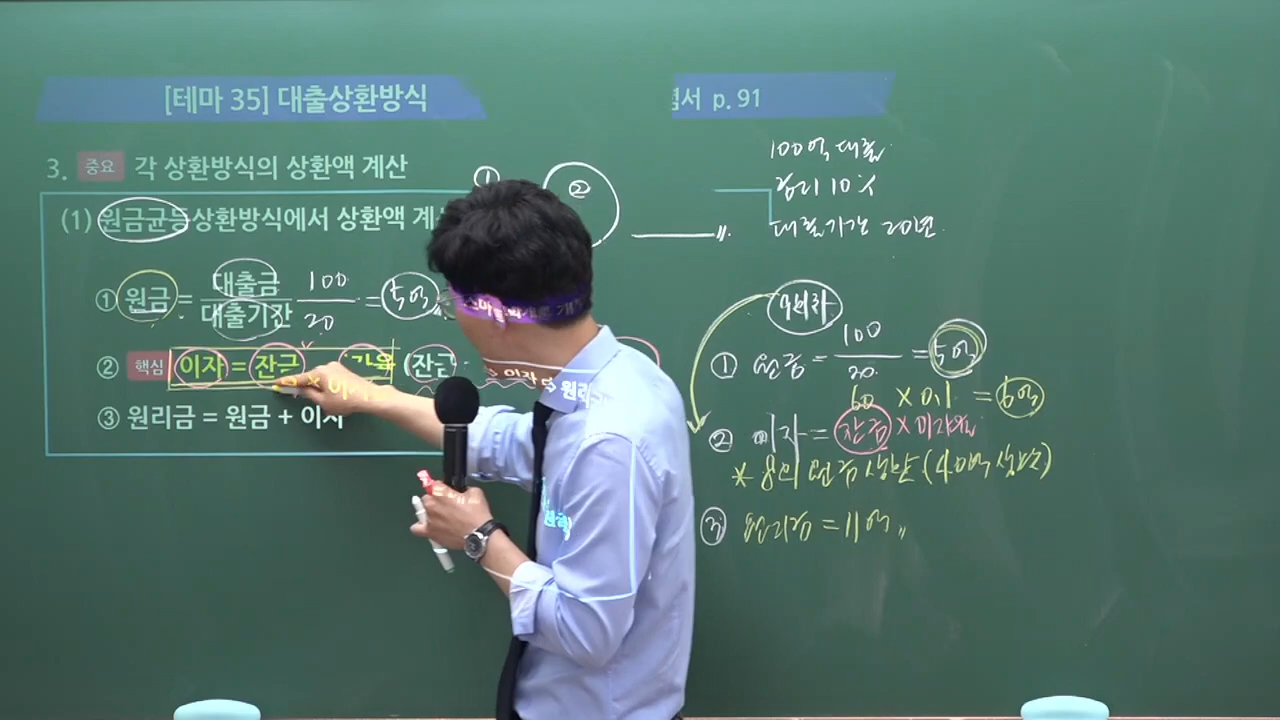 [테마 35] 대출상환방식
서 p. 91
3. 중요 각 상환방식의 상환액 계산
(1) 원금균등상환방식에서 상환액 계
① 원금 = 대출금 / 대출기간 100 / 20 = 5억
② 핵심 이자 = 잔금 (잔금
③ 원리금 = 원금 + 이자
① ②
100억 대출
금리 10%
대출기간 20년
9회차
① 원금 = 100 / 20 = 5억
60 × 0.1 = 6억
② 이자 = 잔금 × 이자율
* 8회 원금상환 (40억 상환)
③ 원리금 = 11억